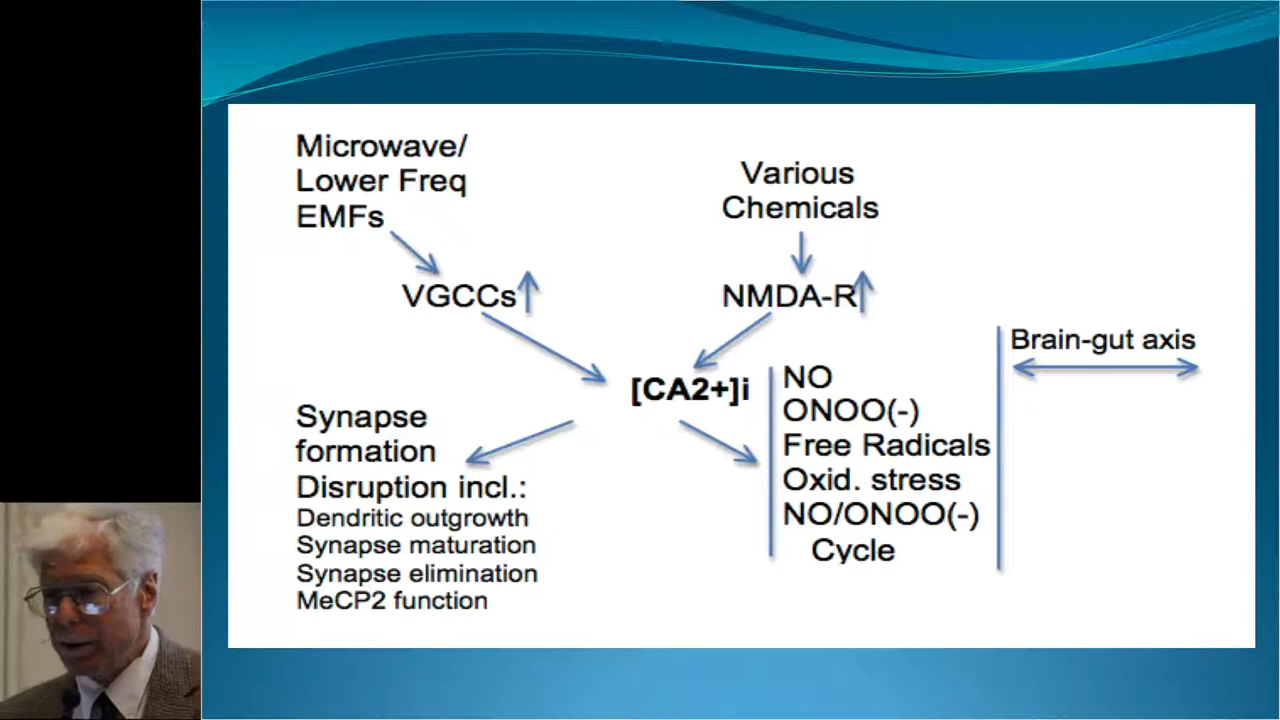 Microwave/
Lower Freq
EMFs
Various
Chemicals
VGCCs
NMDA-R
Brain-gut axis
[CA2+]i
NO
ONOO(-)
Free Radicals
Oxid. stress
NO/ONOO(-)
Cycle
Synapse
formation
Disruption incl.:
Dendritic outgrowth
Synapse maturation
Synapse elimination
MeCP2 function